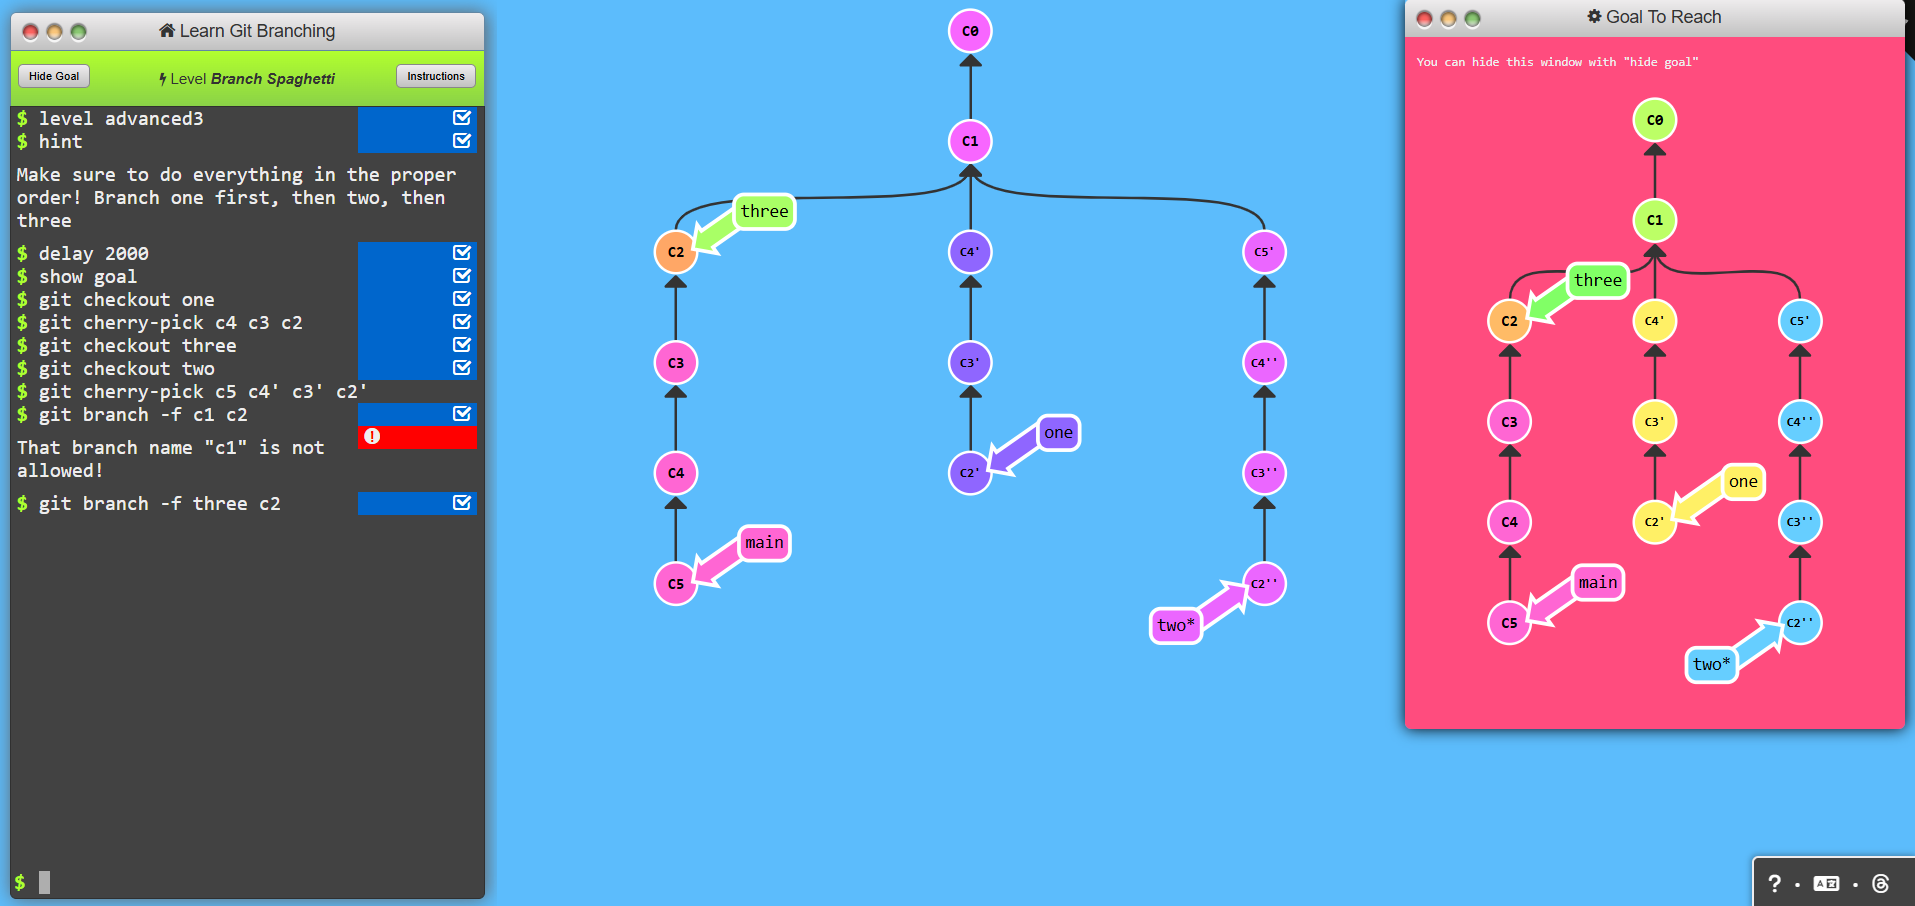 Learn Git Branching
Hide Goal
Level Branch Spaghetti
Instructions
$ level advanced3
$ hint
Make sure to do everything in the proper
order! Branch one first, then two, then
three
$ delay 2000
$ show goal
$ git checkout one
$ git cherry-pick c4 c3 c2
$ git checkout three
$ git checkout two
$ git cherry-pick c5 c4' c3' c2'
$ git branch -f c1 c2
That branch name "c1" is not
allowed!
$ git branch -f three c2
$
C0
C1
three
C2
C4'
C5'
C3
C3'
C4''
one
C4
C2'
C3''
main
C5
C2''
two*
Goal To Reach
You can hide this window with "hide goal"
C0
C1
three
C2
C4'
C5'
C3
C3'
C4''
one
C4
C2'
C3''
main
C5
C2''
two*
?